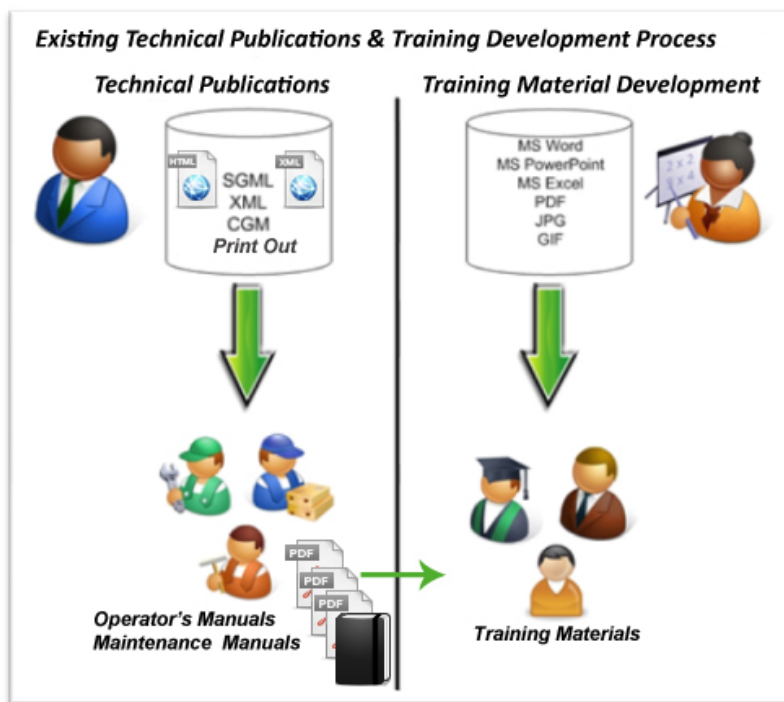 Existing Technical Publications & Training Development Process
Technical Publications
Training Material Development
HTML
XML
SGML
XML
CGM
Print Out
MS Word
MS PowerPoint
MS Excel
PDF
JPG
GIF
2 x 2
x 4
PDF
PDF
PDF
Operator's Manuals
Maintenance Manuals
Training Materials